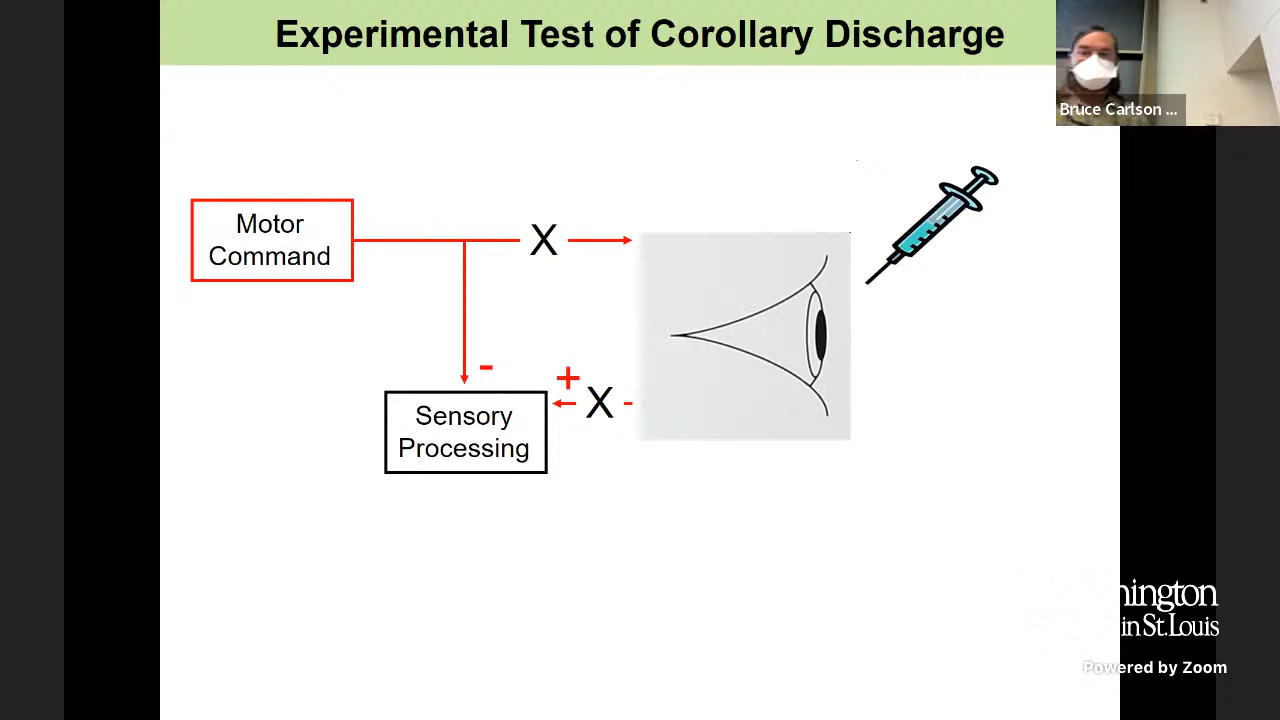 Experimental Test of Corollary Discharge
Bruce Carlson ...
Motor
Command
X
-
+
X
Sensory
Processing
in St.Louis
Powered by Zoom